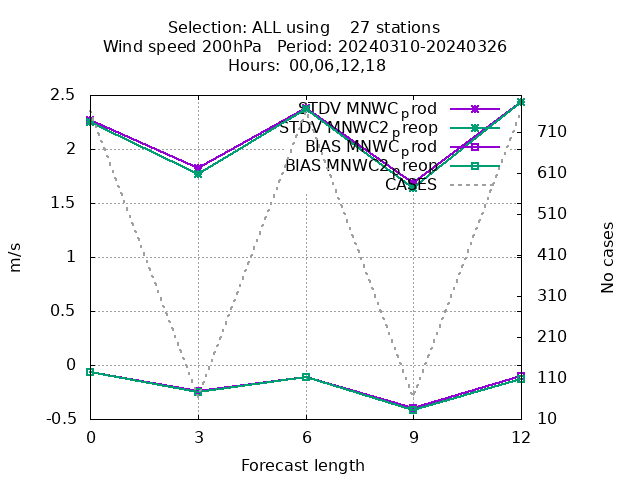 Selection: ALL using 27 stations
Wind speed 200hPa Period: 20240310-20240326
Hours: 00,06,12,18
STDV MNWC_prod
STDV MNWC2_preop
BIAS MNWC_prod
BIAS MNWC2_preop
CASES
2.5
2
1.5
1
0.5
0
-0.5
m/s
710
610
510
410
310
210
110
10
No cases
0 3 6 9 12
Forecast length